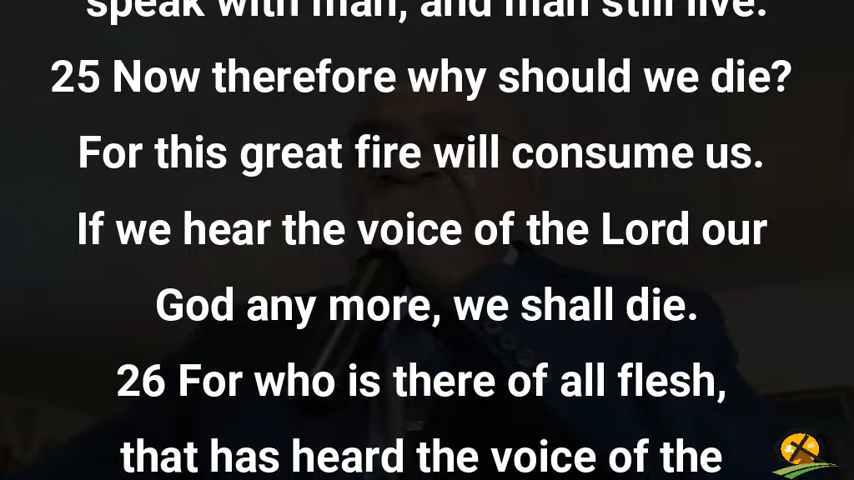 speak with man, and man still live.
25 Now therefore why should we die?
For this great fire will consume us.
If we hear the voice of the Lord our
God any more, we shall die.
26 For who is there of all flesh,
that has heard the voice of the